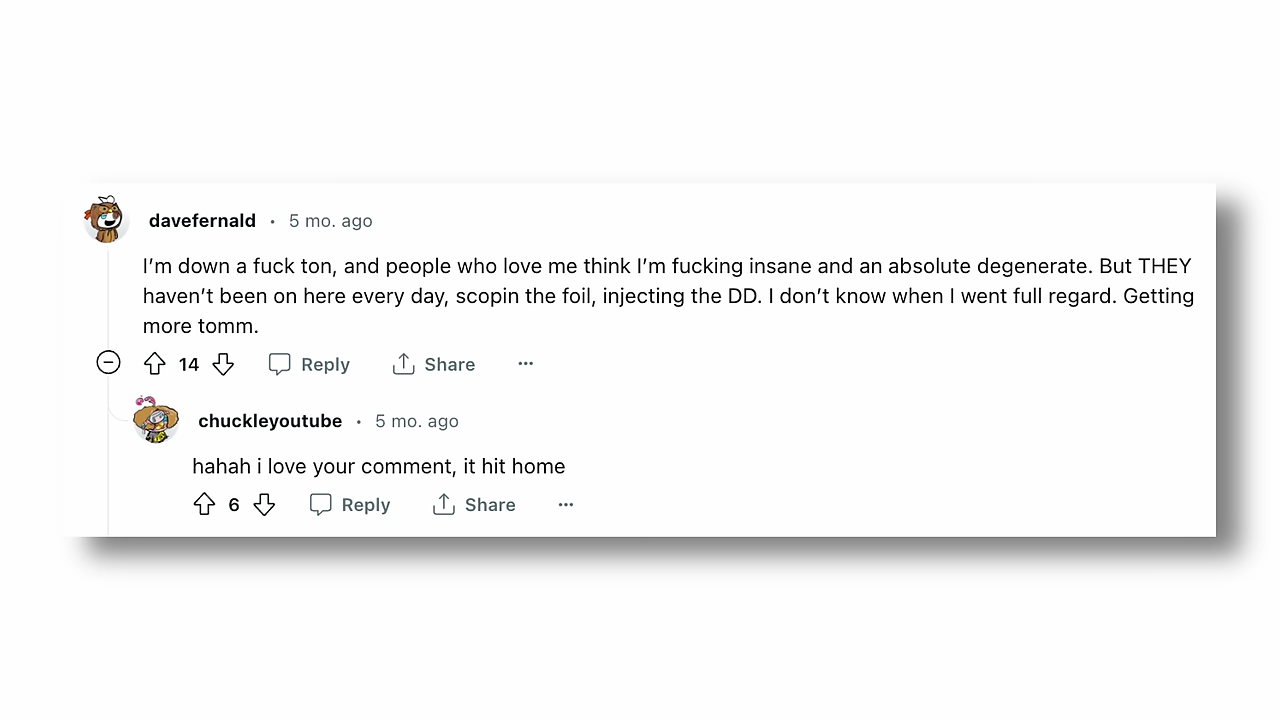 davefernald • 5 mo. ago
I’m down a fuck ton, and people who love me think I’m fucking insane and an absolute degenerate. But THEY
haven’t been on here every day, scopin the foil, injecting the DD. I don’t know when I went full regard. Getting
more tomm.
14 Reply Share ...
chuckleyoutube • 5 mo. ago
hahah i love your comment, it hit home
6 Reply Share ...